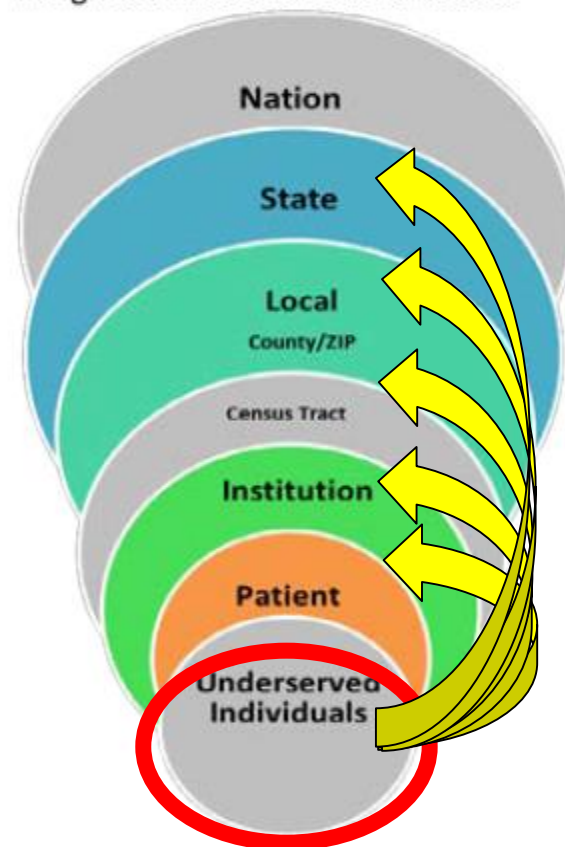 Nation
State
Local
County/ZIP
Census Tract
Institution
Patient
Underserved
Individuals